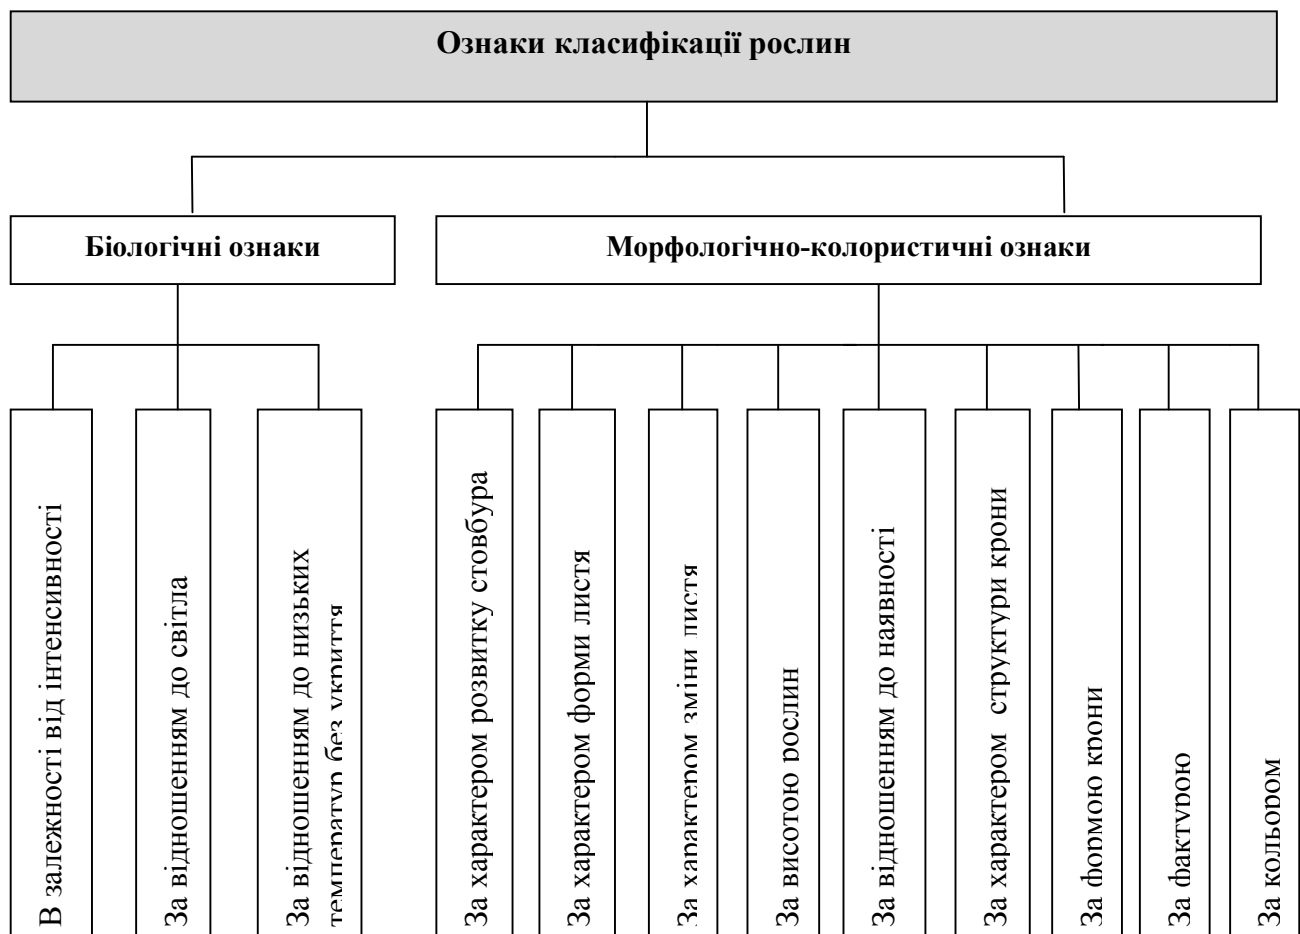 Ознаки класифікації рослин
Біологічні ознаки
Морфологічно-колористичні ознаки
В залежності від інтенсивності
За відношенням до світла
За відношенням до низьких
температур без укриття
За характером розвитку стовбура
За характером форми листя
За характером зміни листя
За висотою рослин
За відношенням до наявності
За характером структури крони
За формою крони
За фактурою
За кольором